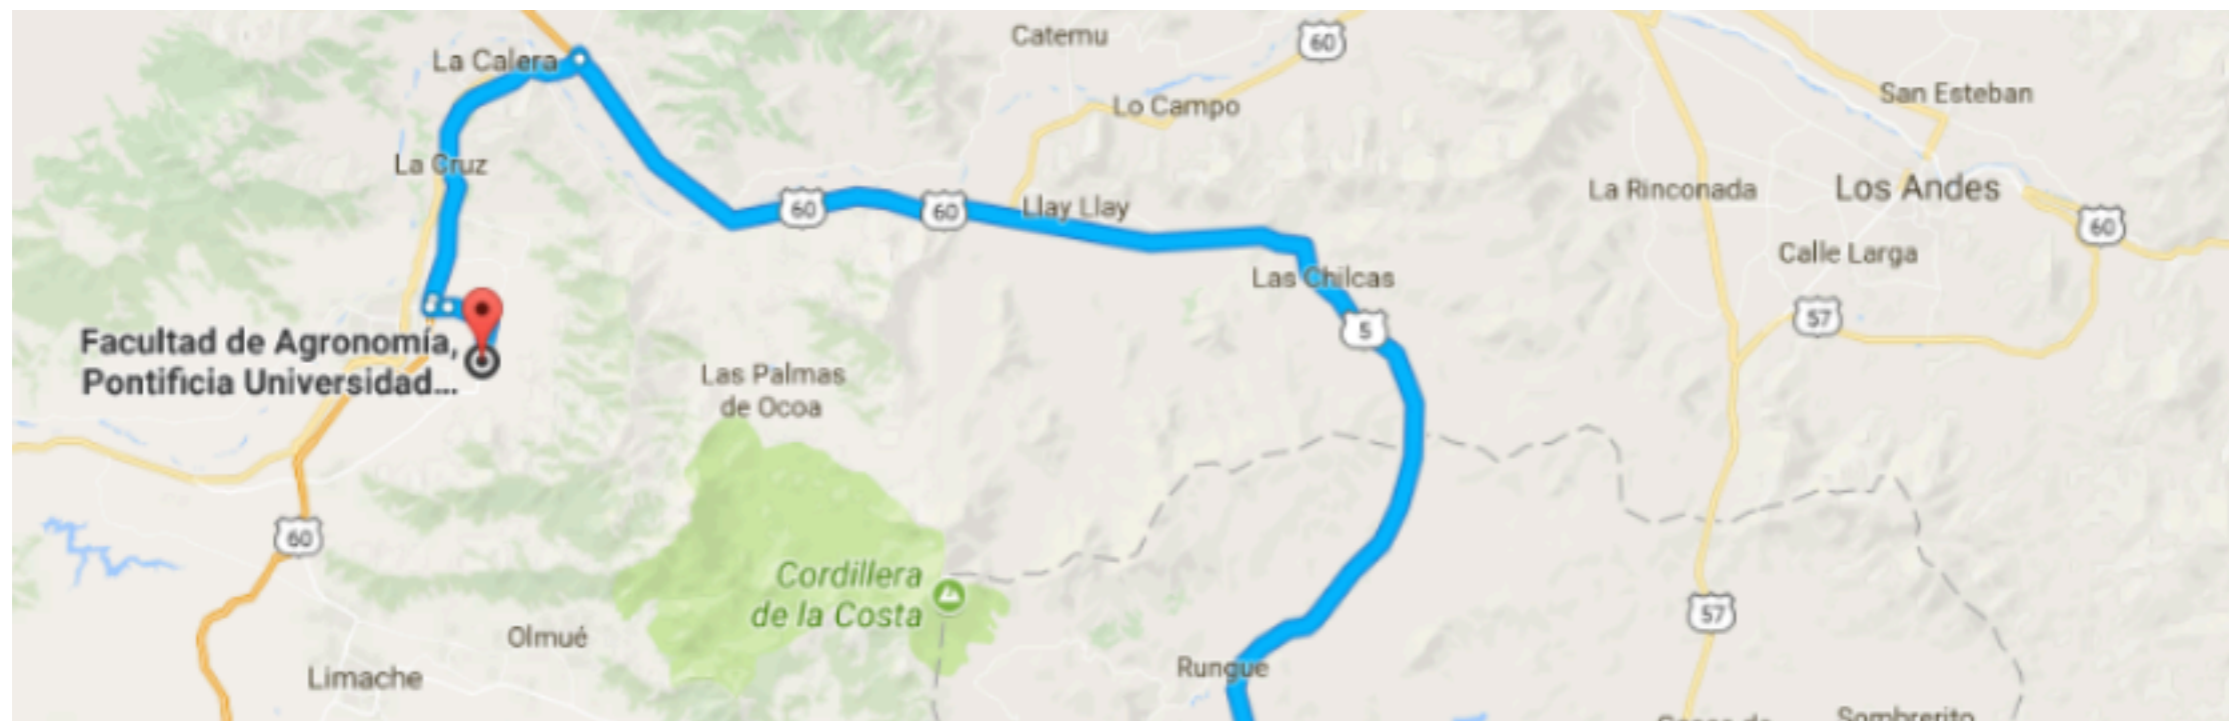 Catemu
60
La Calera
San Esteban
Lo Campo
La Cruz
La Rinconada
Los Andes
60
60
Llay Llay
60
Calle Larga
Las Chilcas
57
5
Facultad de Agronomía,
Pontificia Universidad...
Las Palmas
de Ocoa
60
Cordillera
de la Costa
57
Olmué
Rungue
Limache
Sombrerito